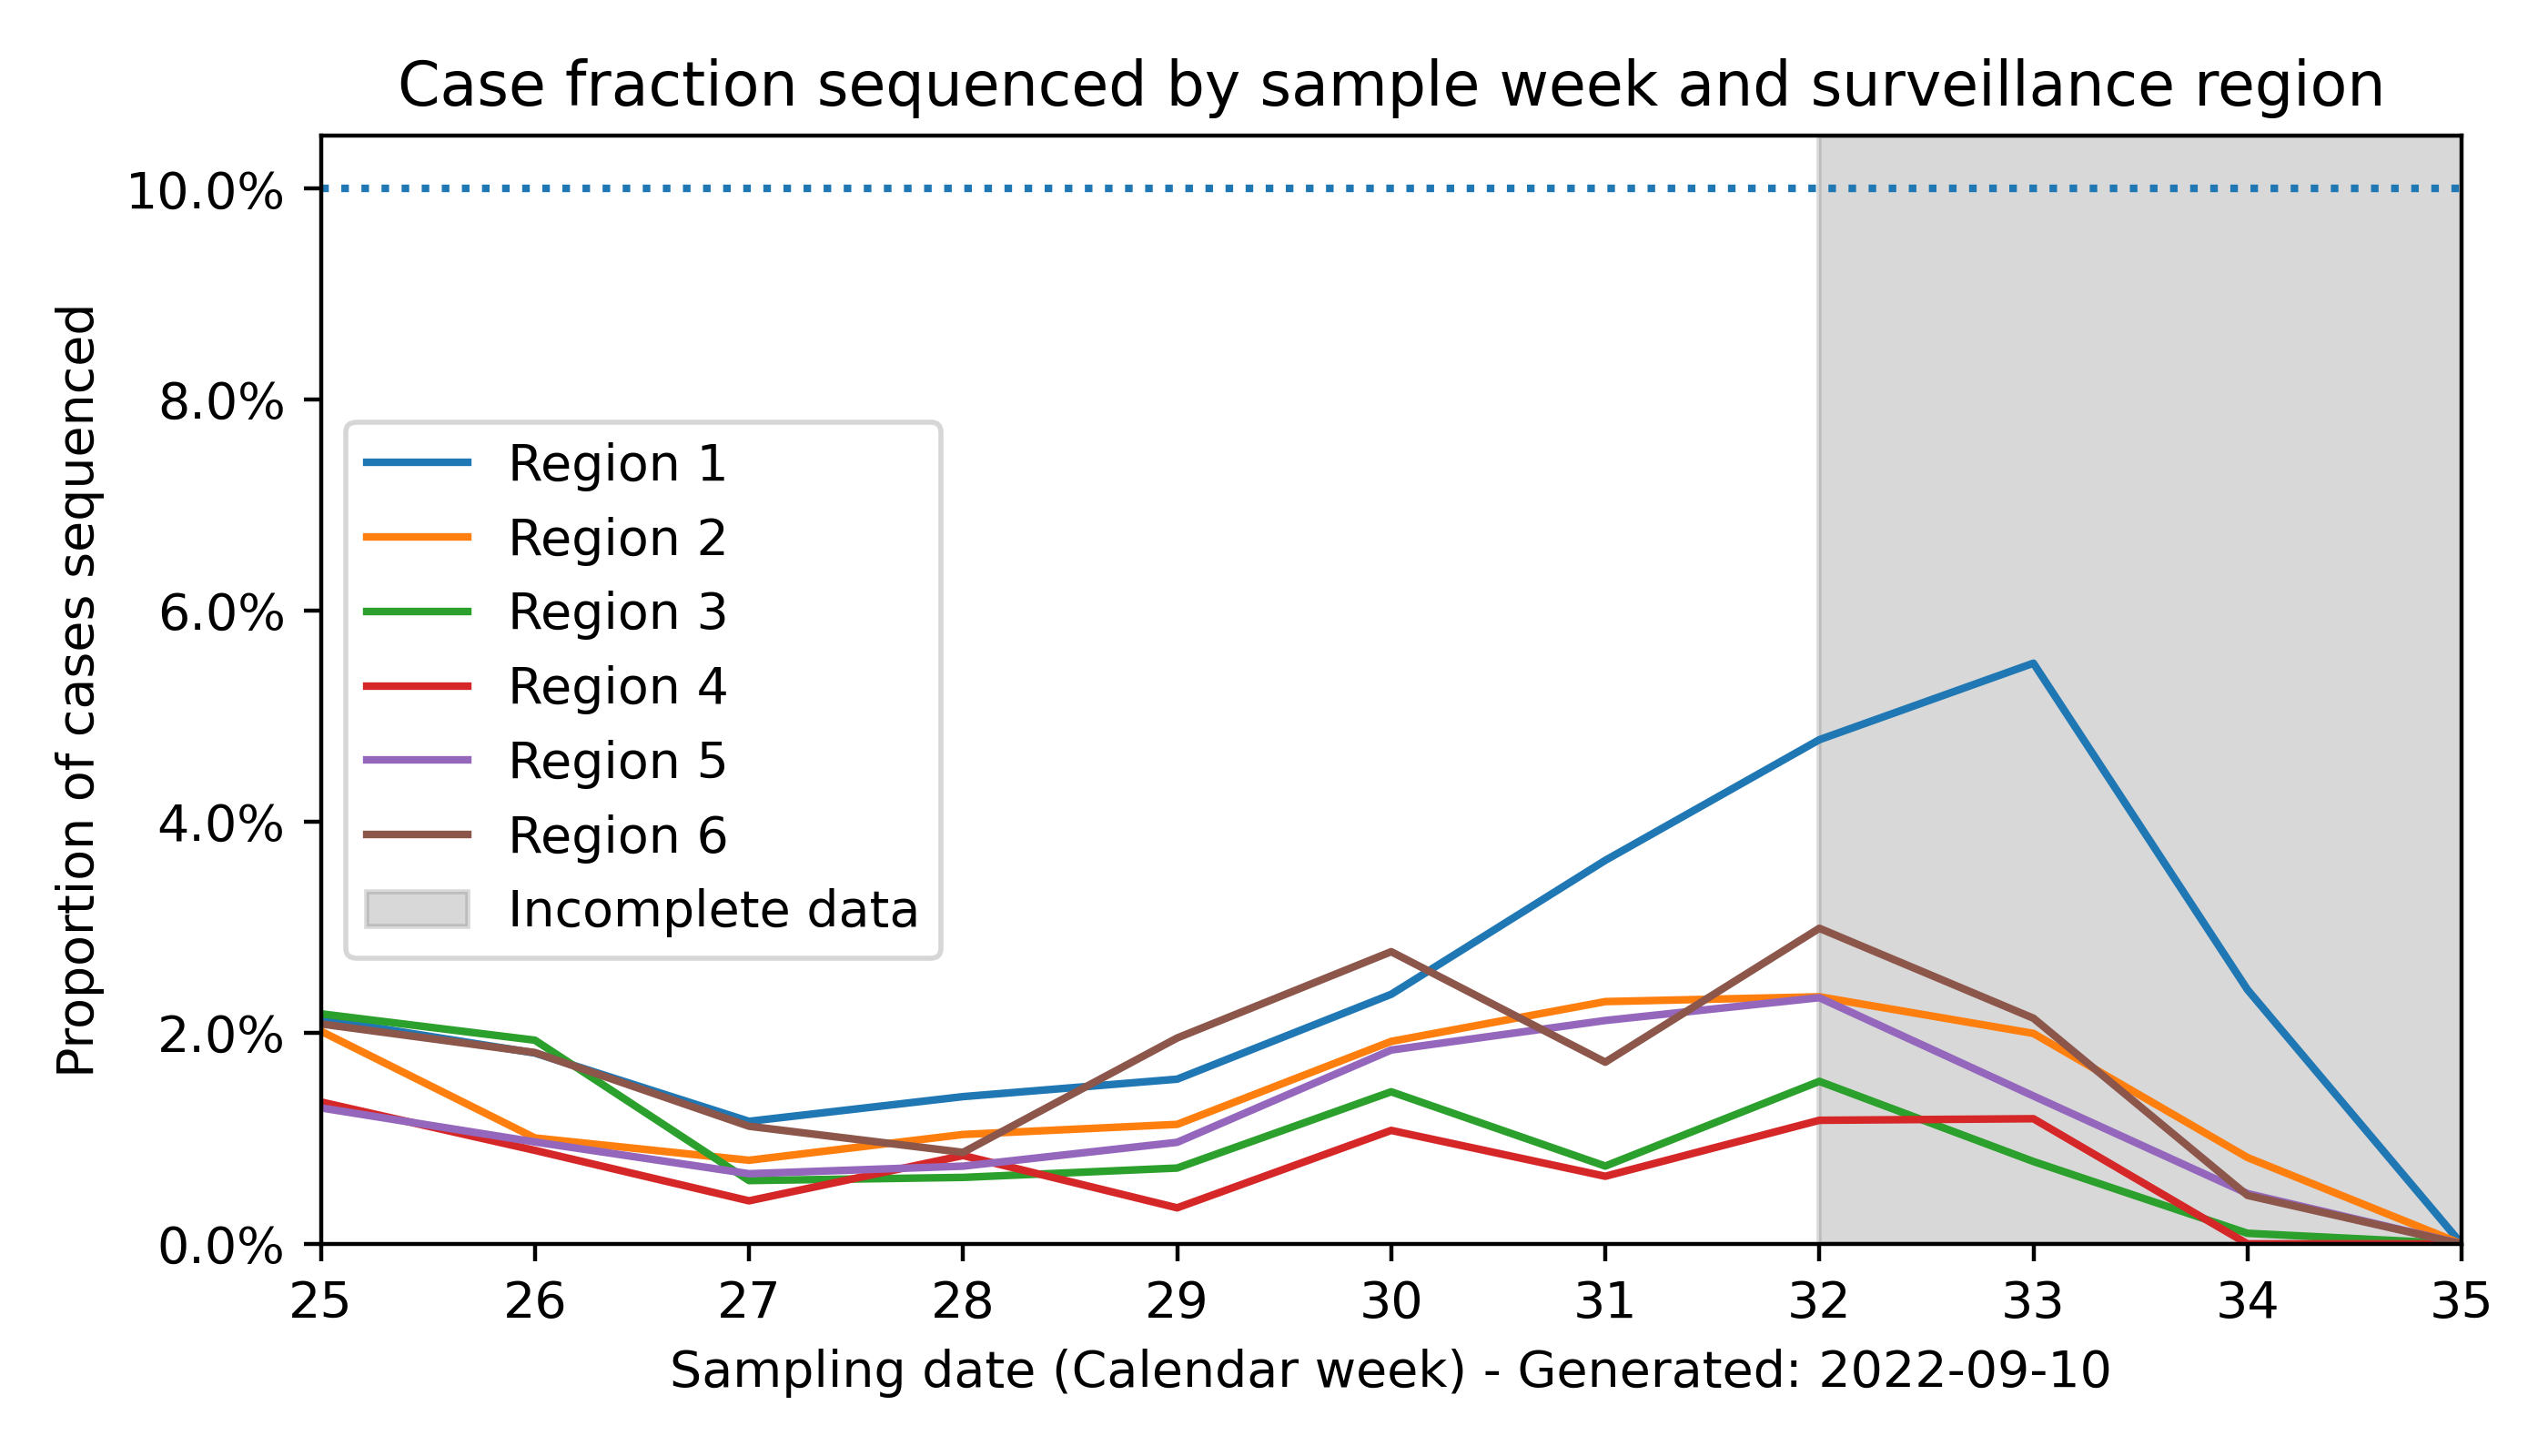 Case fraction sequenced by sample week and surveillance region
Proportion of cases sequenced
10.0%
8.0%
6.0%
4.0%
2.0%
0.0%
Region 1
Region 2
Region 3
Region 4
Region 5
Region 6
Incomplete data
25 26 27 28 29 30 31 32 33 34 35
Sampling date (Calendar week) - Generated: 2022-09-10